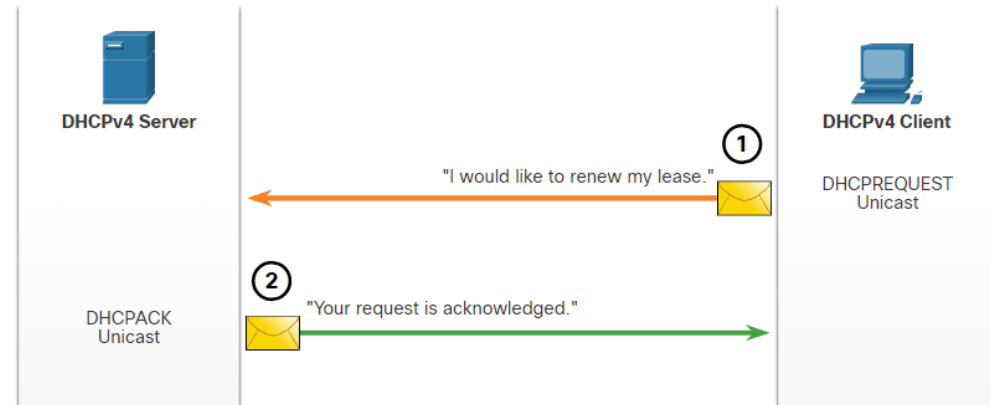 DHCPv4 Server
DHCPv4 Client
1
"I would like to renew my lease."
DHCPREQUEST
Unicast
2
"Your request is acknowledged."
DHCPACK
Unicast